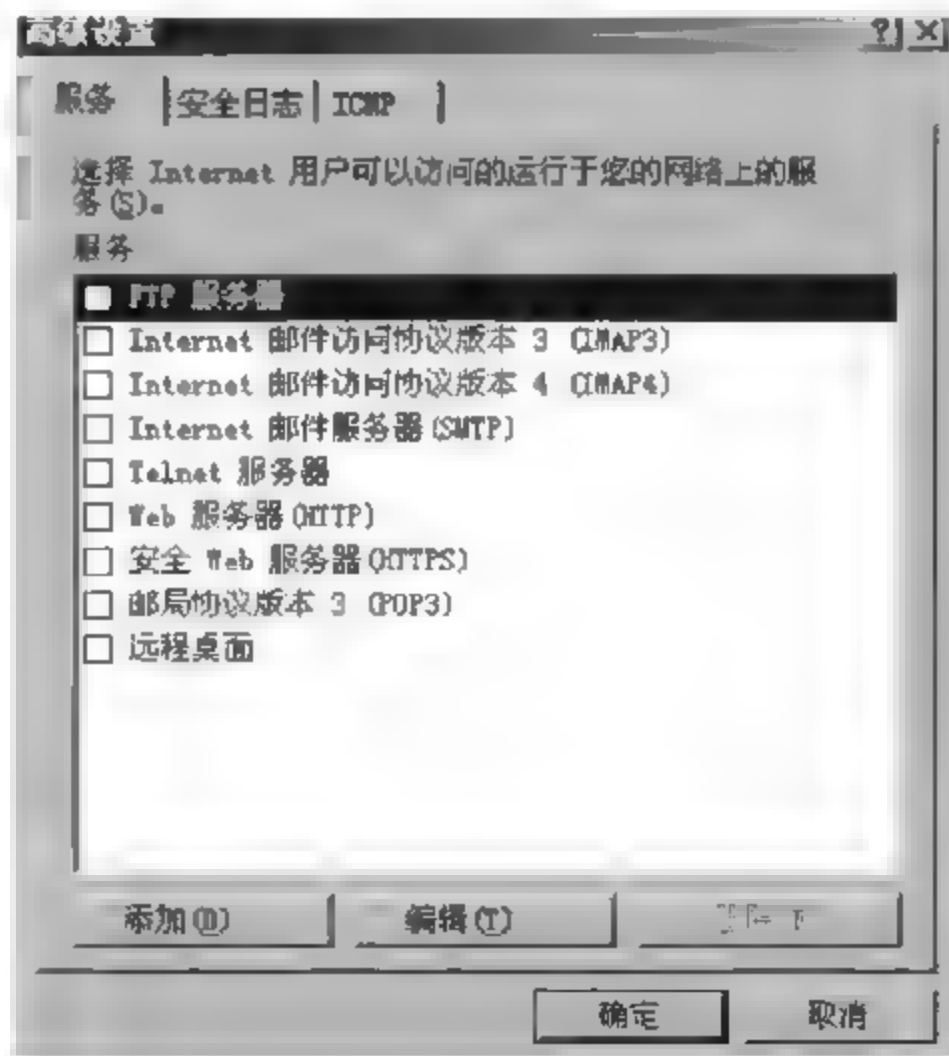 高级设置
服务 安全日志 ICMP
选择 Internet 用户可以访问的运行于您的网络上的服
务(S)。
服务
FTP 服务器
Internet 邮件访问协议版本 3 (IMAP3)
Internet 邮件访问协议版本 4 (IMAP4)
Internet 邮件服务器(SMTP)
Telnet 服务器
Web 服务器(HTTP)
安全 Web 服务器(HTTPS)
邮局协议版本 3 (POP3)
远程桌面
添加(D) 编辑(T)
确定 取消